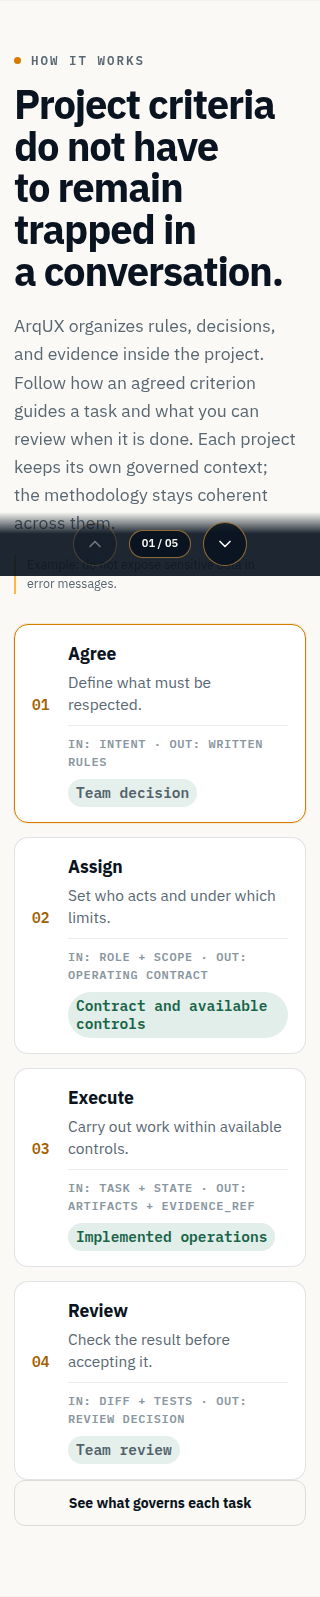 HOW IT WORKS
Project criteria
do not have
to remain
trapped in
a conversation.
ArqUX organizes rules, decisions,
and evidence inside the project.
Follow how an agreed criterion
guides a task and what you can
review when it is done. Each project
keeps its own governed context;
the methodology stays coherent
across them.
01 / 05
Example: do not expose sensitive data in
error messages.
01
Agree
Define what must be
respected.
IN: INTENT · OUT: WRITTEN
RULES
Team decision
02
Assign
Set who acts and under which
limits.
IN: ROLE + SCOPE · OUT:
OPERATING CONTRACT
Contract and available
controls
03
Execute
Carry out work within available
controls.
IN: TASK + STATE · OUT:
ARTIFACTS + EVIDENCE_REF
Implemented operations
04
Review
Check the result before
accepting it.
IN: DIFF + TESTS · OUT:
REVIEW DECISION
Team review
See what governs each task